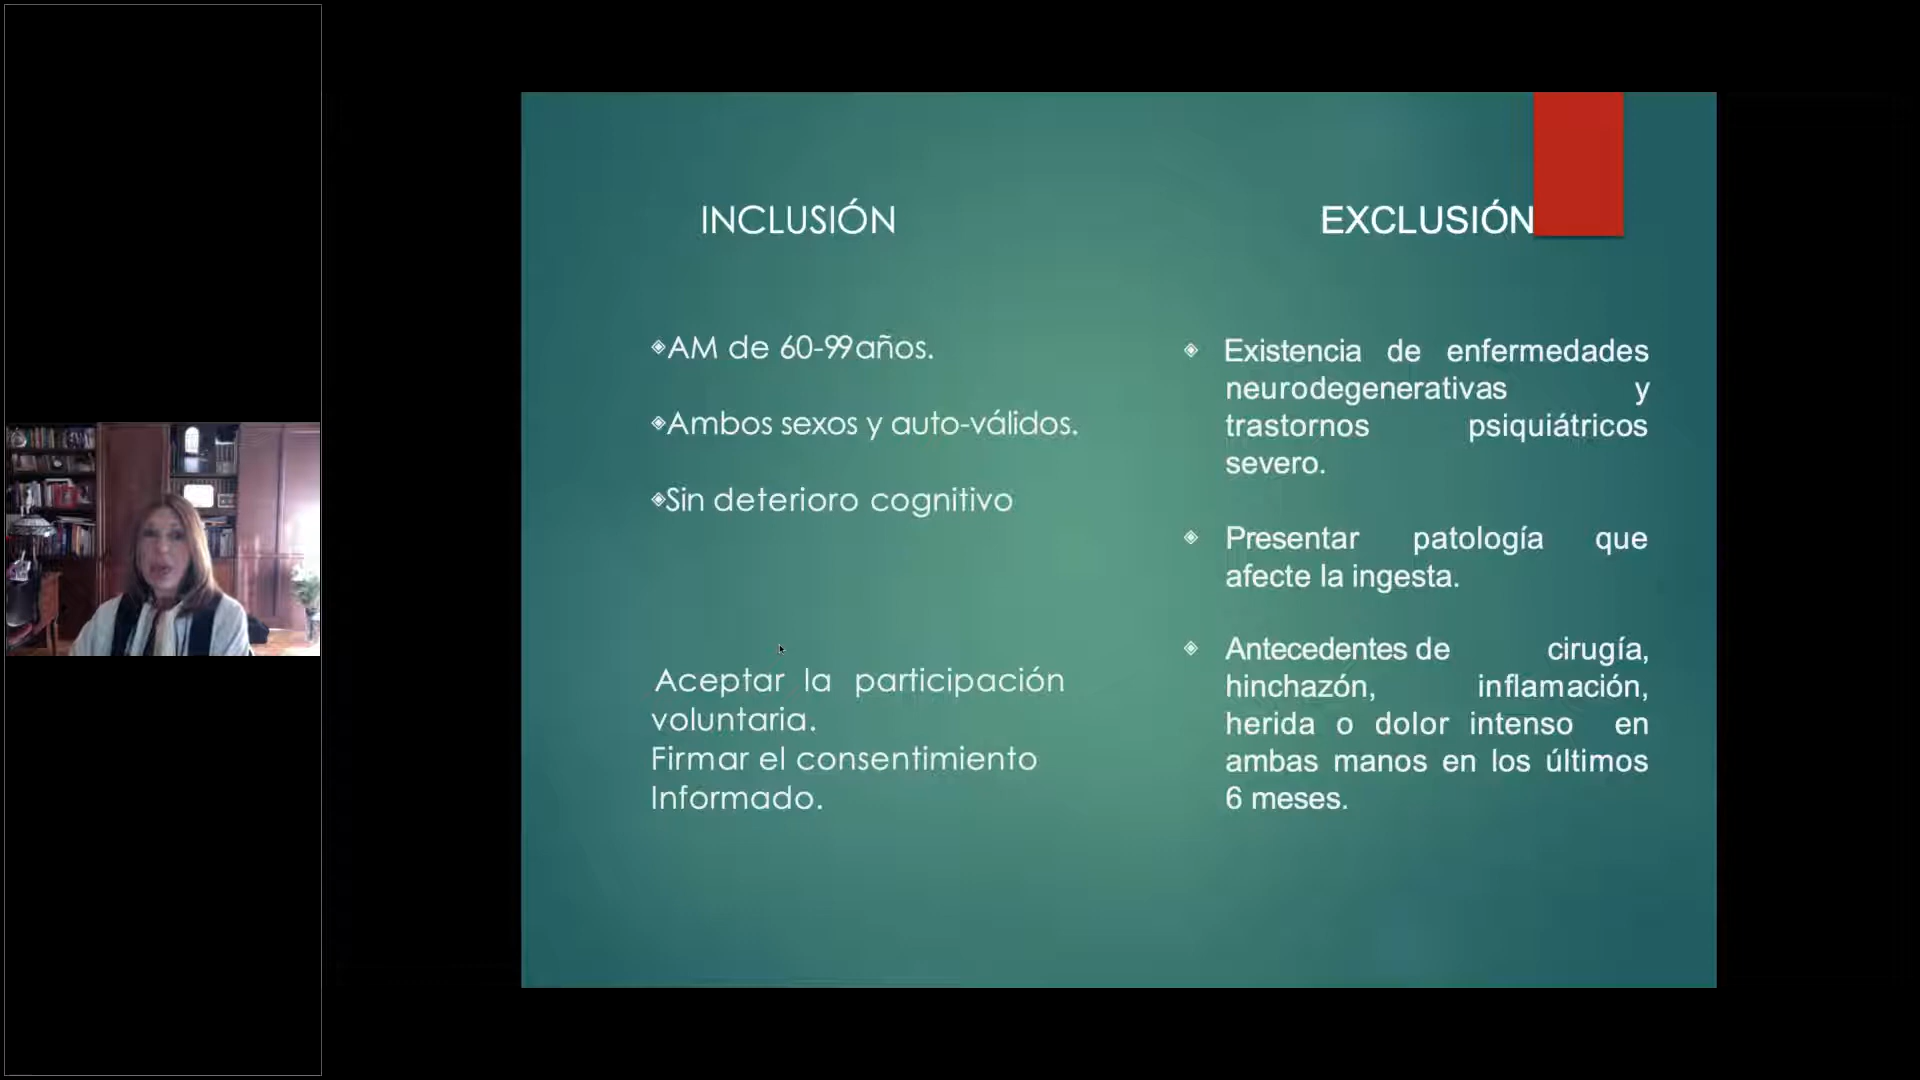 INCLUSIÓN
AM de 60-99años.
Ambos sexos y auto-válidos.
Sin deterioro cognitivo
Aceptar la participación
voluntaria.
Firmar el consentimiento
Informado.
EXCLUSIÓN
Existencia de enfermedades
neurodegenerativas y
trastornos psiquiátricos
severo.
Presentar patología que
afecte la ingesta.
Antecedentes de cirugía,
hinchazón, inflamación,
herida o dolor intenso en
ambas manos en los últimos
6 meses.